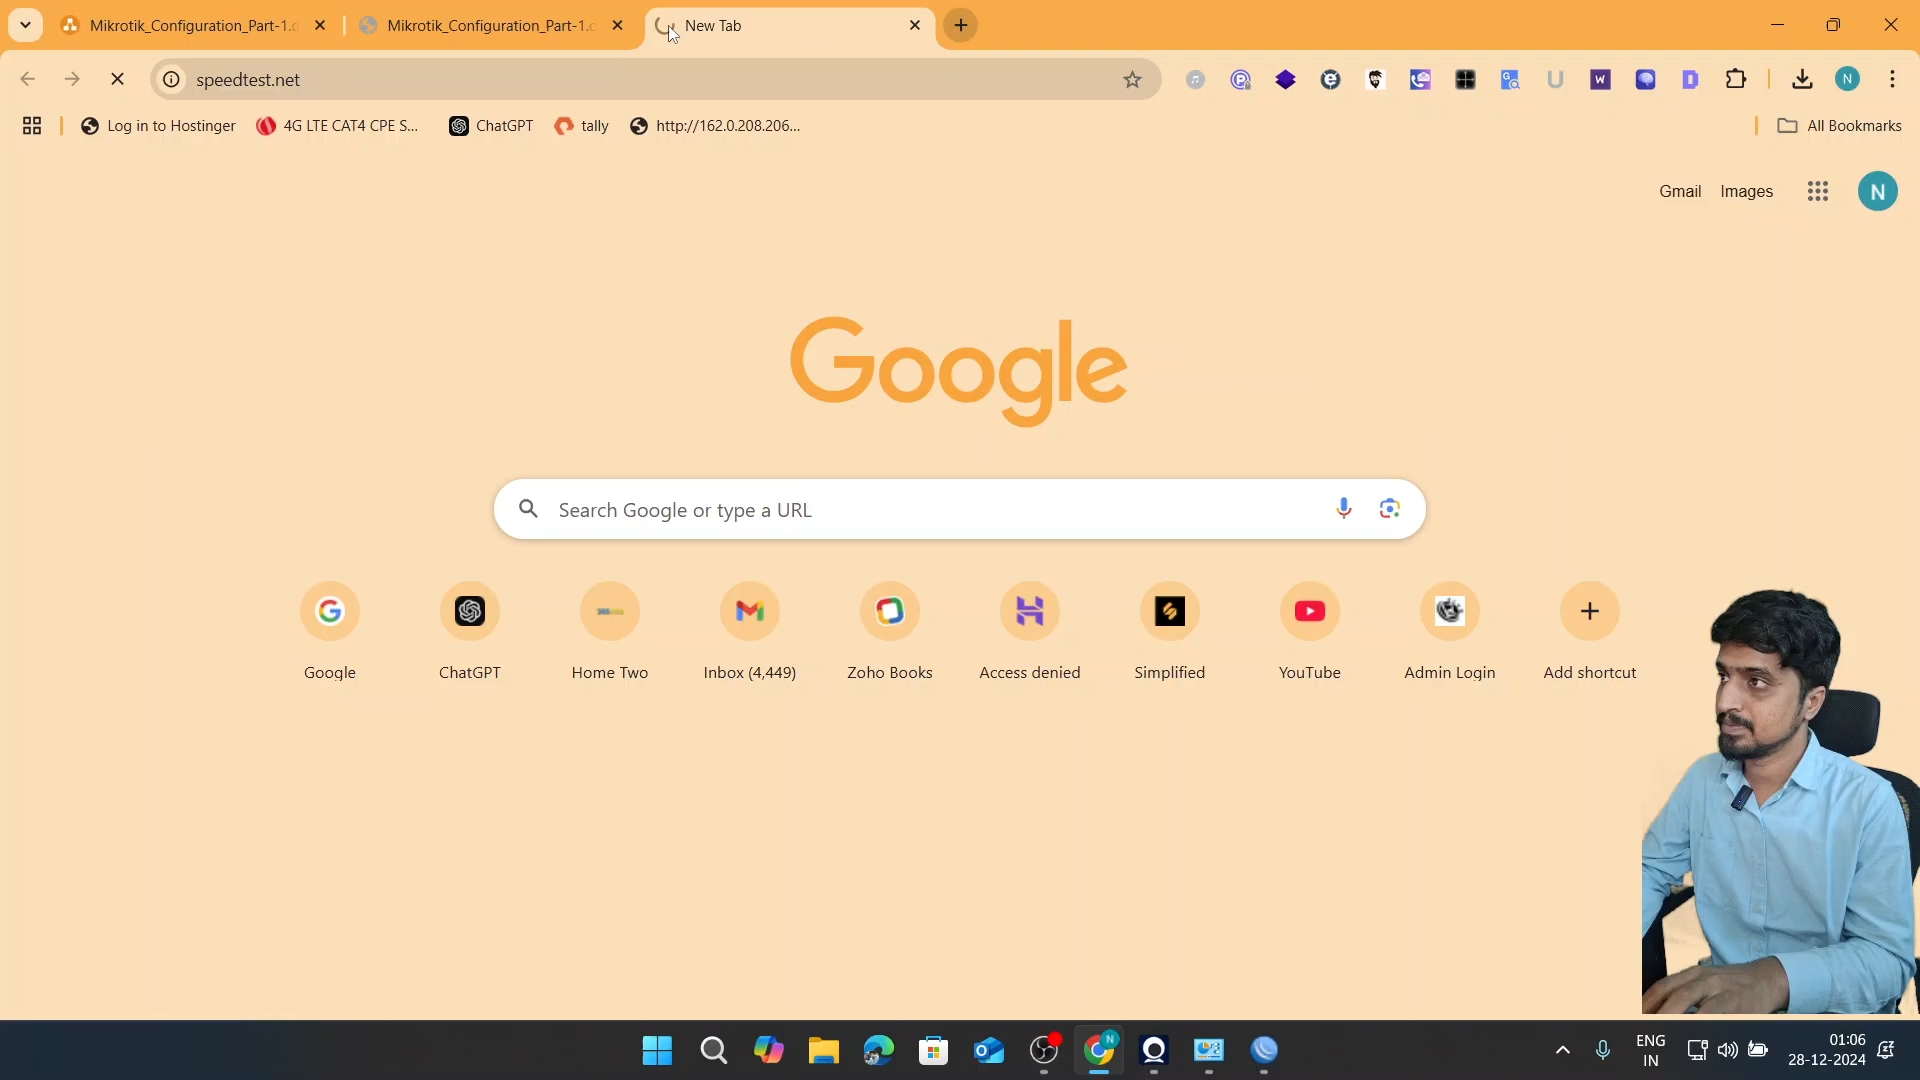 Mikrotik_Configuration_Part-1.d
Mikrotik_Configuration_Part-1.d
New Tab
speedtest.net
Log in to Hostinger
4G LTE CAT4 CPE S...
ChatGPT
tally
http://162.0.208.206...
All Bookmarks
Gmail
Images
N
Google
Search Google or type a URL
Google
ChatGPT
Home Two
Inbox (4,449)
Zoho Books
Access denied
Simplified
YouTube
Admin Login
Add shortcut
ENG
IN
01:06
28-12-2024